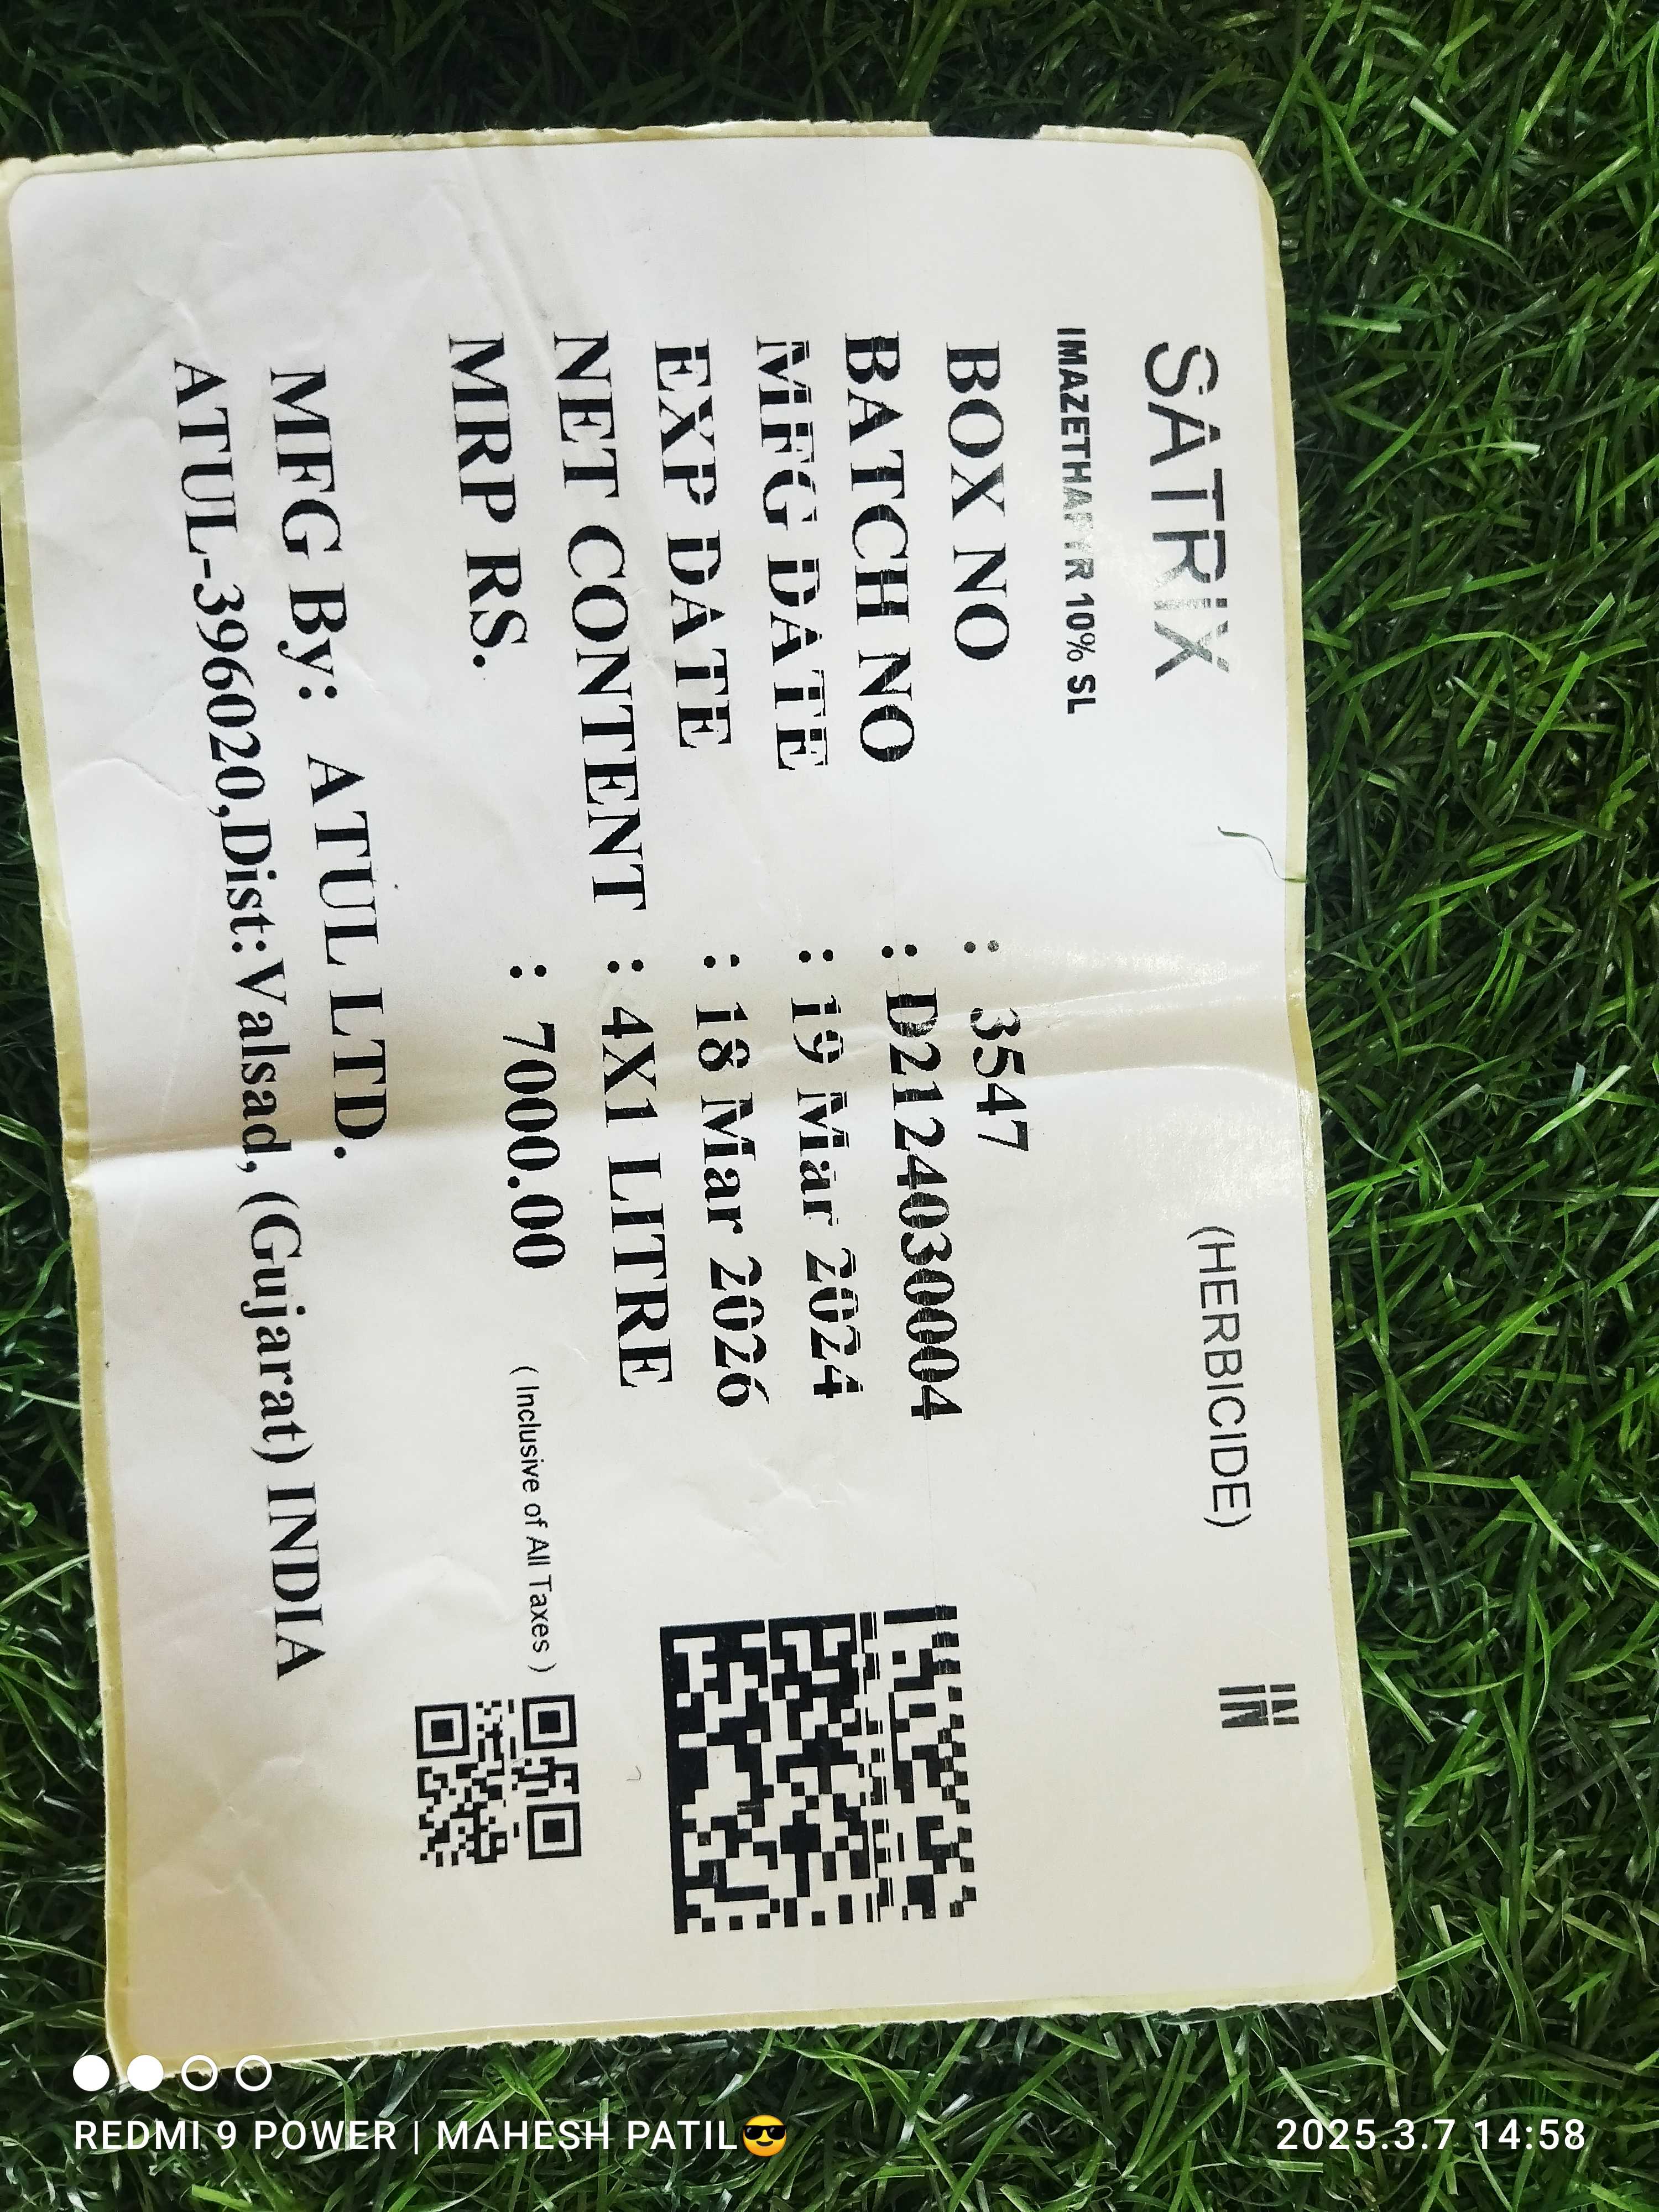 SATRIX (HERBICIDE) IN
IMAZETHAPYR 10% SL
BOX NO : 3547
BATCH NO : D2124030004
MFG DATE : 19 Mar 2024
EXP DATE : 18 Mar 2026
NET CONTENT : 4X1 LITRE
MRP RS. : 7000.00 ( Inclusive of All Taxes )
MFG By: ATUL LTD.
ATUL-396020,Dist:Valsad, (Gujarat) INDIA
REDMI 9 POWER | MAHESH PATIL😎 2025.3.7 14:58